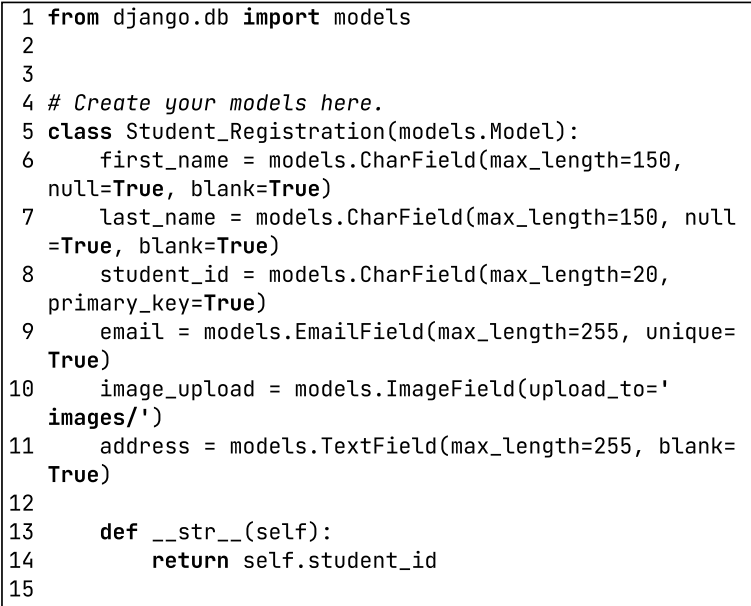 1 from django.db import models
2
3
4 # Create your models here.
5 class Student_Registration(models.Model):
6     first_name = models.CharField(max_length=150,
null=True, blank=True)
7     last_name = models.CharField(max_length=150, null
=True, blank=True)
8     student_id = models.CharField(max_length=20,
primary_key=True)
9     email = models.EmailField(max_length=255, unique=
True)
10     image_upload = models.ImageField(upload_to='
images/')
11     address = models.TextField(max_length=255, blank=
True)
12
13     def __str__(self):
14         return self.student_id
15